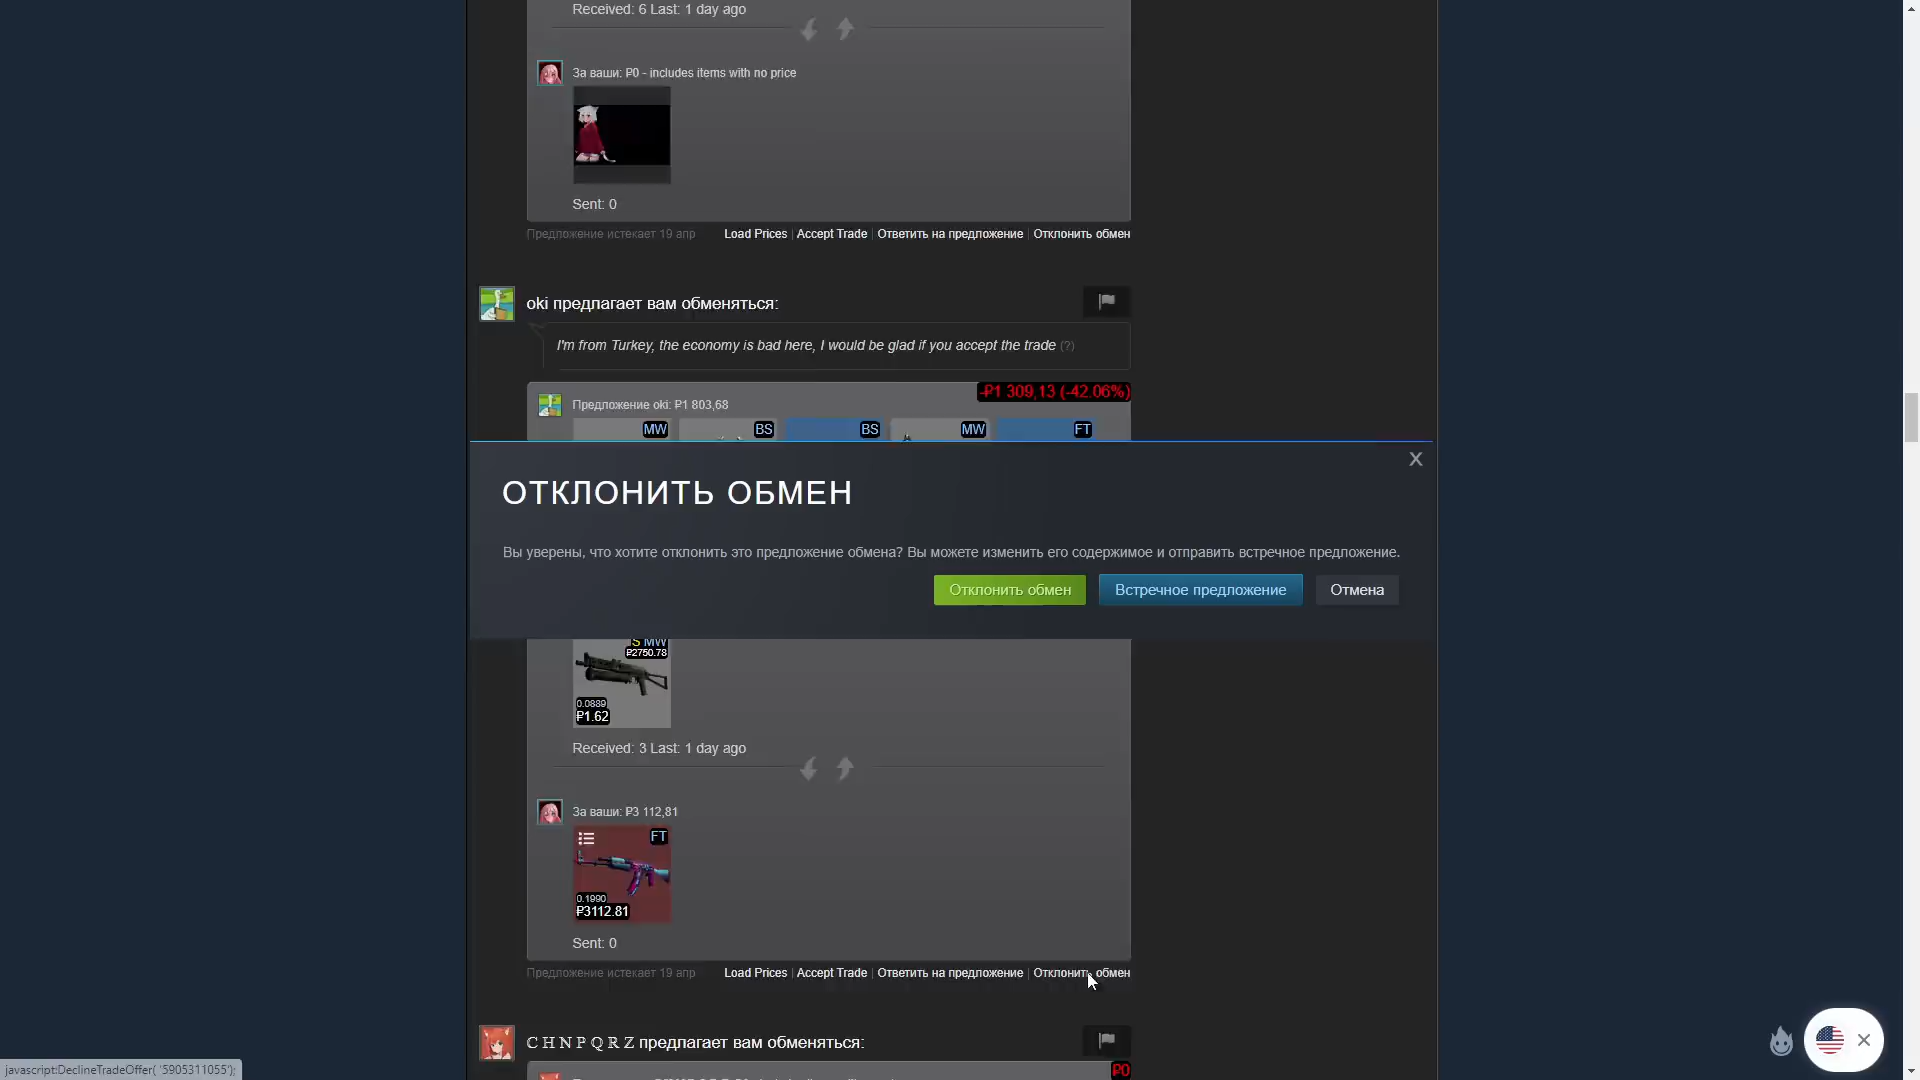 Received: 6 Last: 1 day ago
За ваши: ₽0 - includes items with no price
Sent: 0
Предложение истекает 19 апр
Load Prices | Accept Trade | Ответить на предложение | Отклонить обмен
oki предлагает вам обменяться:
I'm from Turkey, the economy is bad here, I would be glad if you accept the trade (?)
-₽1 309,13 (-42.06%)
Предложение oki: ₽1 803,68
MW BS BS MW FT
X
ОТКЛОНИТЬ ОБМЕН
Вы уверены, что хотите отклонить это предложение обмена? Вы можете изменить его содержимое и отправить встречное предложение.
Отклонить обмен
Встречное предложение
Отмена
S MW
₽2750.78
0.0889
₽1.62
Received: 3 Last: 1 day ago
За ваши: ₽3 112,81
FT
0.1990
₽3112.81
Sent: 0
Предложение истекает 19 апр
Load Prices | Accept Trade | Ответить на предложение | Отклонить обмен
C H N P Q R Z предлагает вам обменяться:
₽0
javascript:DeclineTradeOffer( '5905311055');